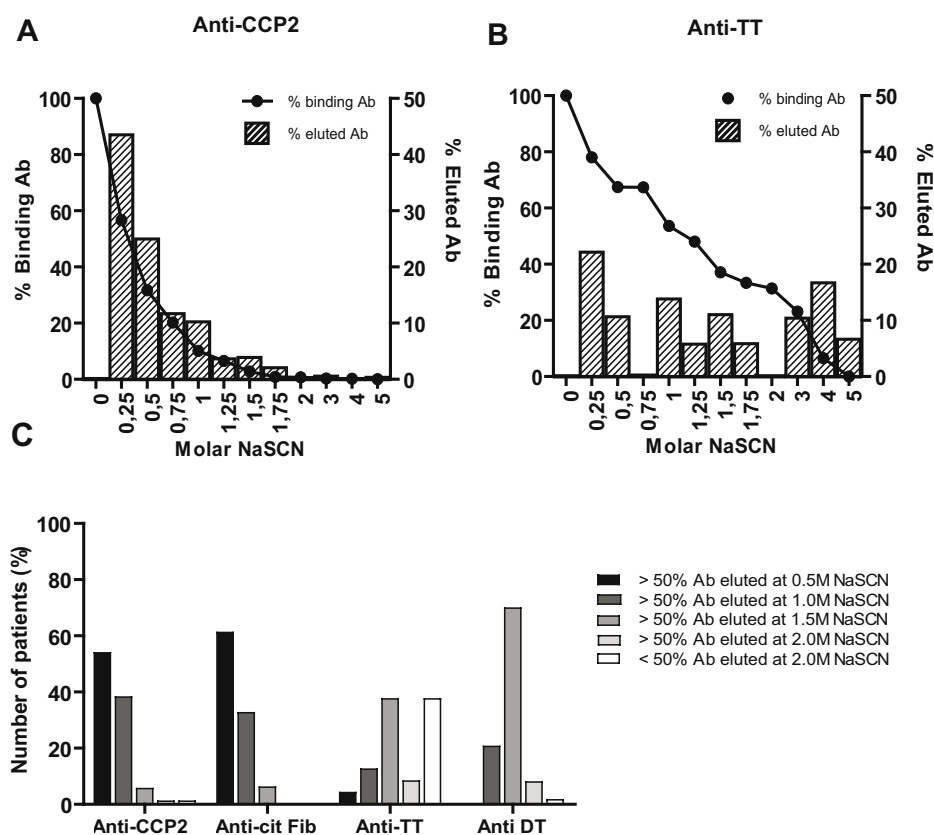 A
Anti-CCP2
% Binding Ab
100
80
60
40
20
0
% binding Ab
% eluted Ab
50
40
30
20
10
0
% Eluted Ab
0
0,25
0,5
0,75
1
1,25
1,5
1,75
2
3
4
5
Molar NaSCN
B
Anti-TT
% Binding Ab
100
80
60
40
20
0
% binding Ab
% eluted Ab
50
40
30
20
10
0
% Eluted Ab
0
0,25
0,5
0,75
1
1,25
1,5
1,75
2
3
4
5
Molar NaSCN
C
Number of patients (%)
100
80
60
40
20
0
Anti-CCP2
Anti-cit Fib
Anti-TT
Anti DT
> 50% Ab eluted at 0.5M NaSCN
> 50% Ab eluted at 1.0M NaSCN
> 50% Ab eluted at 1.5M NaSCN
> 50% Ab eluted at 2.0M NaSCN
< 50% Ab eluted at 2.0M NaSCN